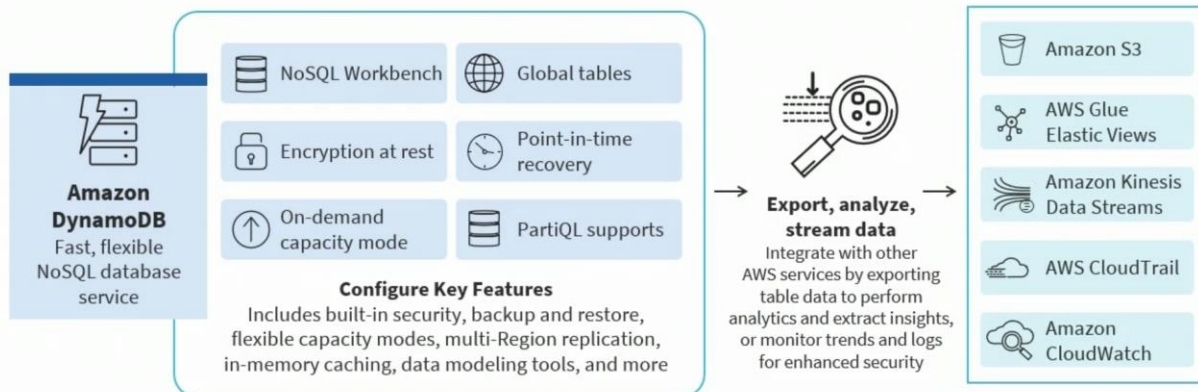 Amazon
DynamoDB
Fast, flexible
NoSQL database
service
NoSQL Workbench
Global tables
Encryption at rest
Point-in-time
recovery
On-demand
capacity mode
PartiQL supports
Configure Key Features
Includes built-in security, backup and restore,
flexible capacity modes, multi-Region replication,
in-memory caching, data modeling tools, and more
Export, analyze,
stream data
Integrate with other
AWS services by exporting
table data to perform
analytics and extract insights,
or monitor trends and logs
for enhanced security
Amazon S3
AWS Glue
Elastic Views
Amazon Kinesis
Data Streams
AWS CloudTrail
Amazon
CloudWatch